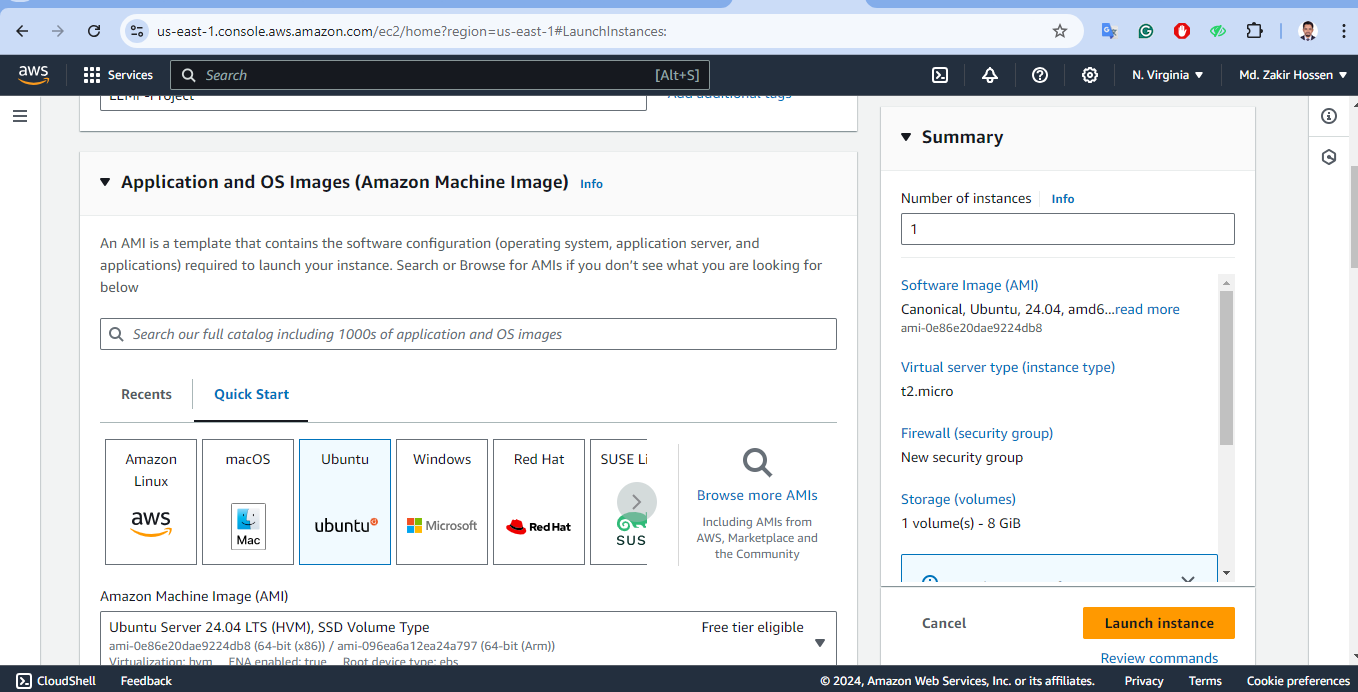 us-east-1.console.aws.amazon.com/ec2/home?region=us-east-1#LaunchInstances:
aws
Services
Search
[Alt+S]
N. Virginia
Md. Zakir Hossen
Add additional tags
Application and OS Images (Amazon Machine Image)
Info
An AMI is a template that contains the software configuration (operating system, application server, and
applications) required to launch your instance. Search or Browse for AMIs if you don't see what you are looking for
below
Search our full catalog including 1000s of application and OS images
Recents
Quick Start
Amazon
Linux
aws
macOS
Mac
Ubuntu
ubuntu
Windows
Microsoft
Red Hat
Red Hat
SUSE Li
SUS
Browse more AMIs
Including AMIs from
AWS, Marketplace and
the Community
Amazon Machine Image (AMI)
Ubuntu Server 24.04 LTS (HVM), SSD Volume Type
Free tier eligible
ami-0e86e20dae9224db8 (64-bit (x86)) / ami-096ea6a12ea24a797 (64-bit (Arm))
Virtualization: hvm ENA enabled: true Root device type: ebs
Summary
Number of instances
Info
1
Software Image (AMI)
Canonical, Ubuntu, 24.04, amd6...read more
ami-0e86e20dae9224db8
Virtual server type (instance type)
t2.micro
Firewall (security group)
New security group
Storage (volumes)
1 volume(s) - 8 GiB
Cancel
Launch instance
Review commands
CloudShell
Feedback
© 2024, Amazon Web Services, Inc. or its affiliates.
Privacy
Terms
Cookie preferences